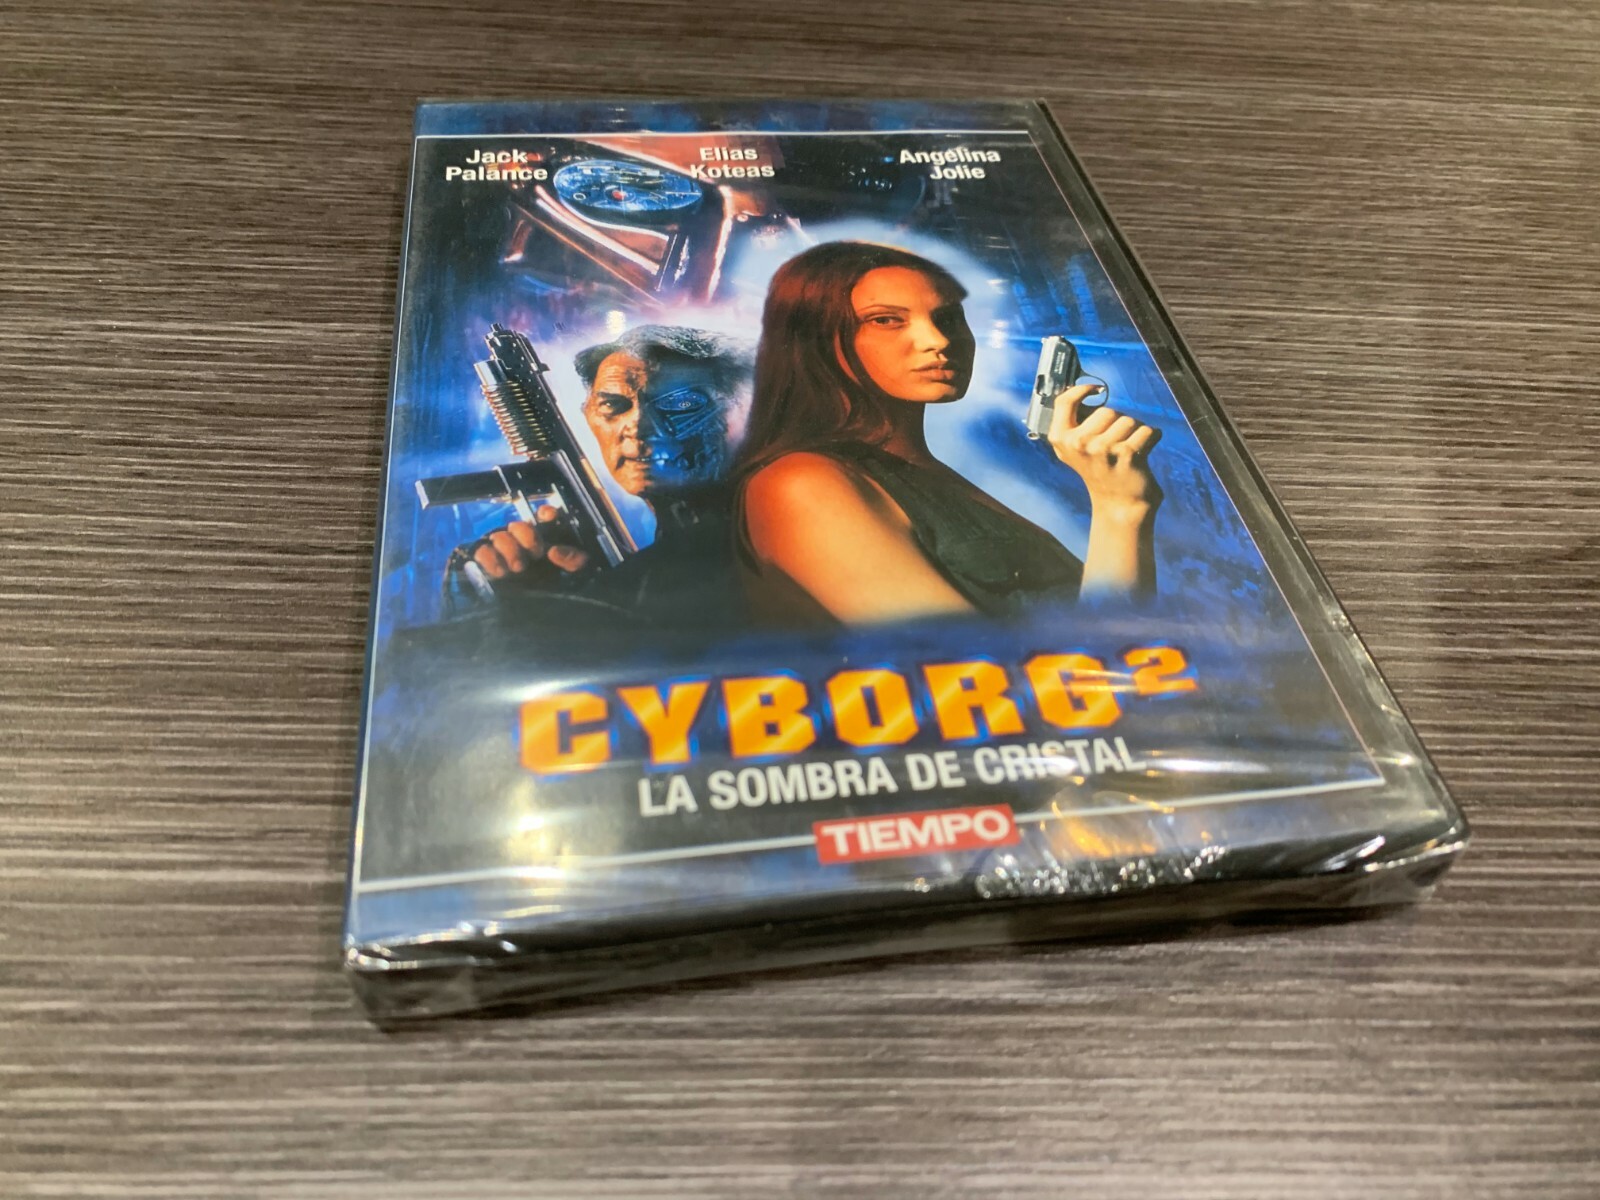 Jack
Palance
Elias
Koteas
Angelina
Jolie
CYBORG 2
LA SOMBRA DE CRISTAL
TIEMPO